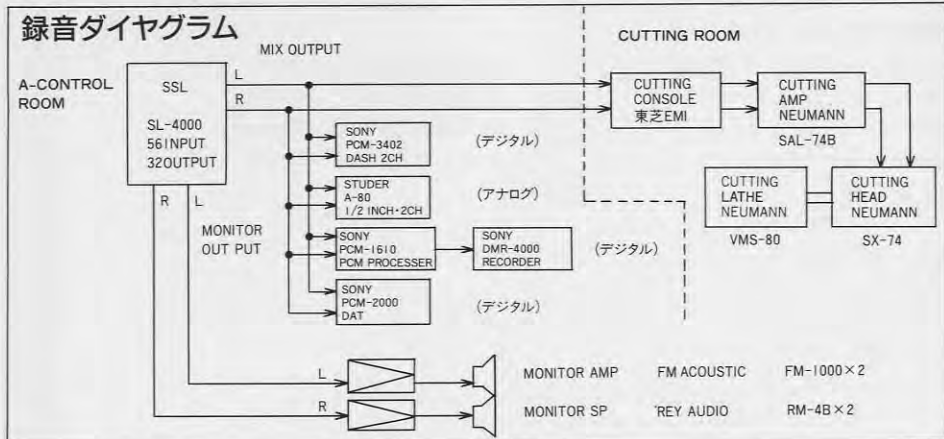 録音ダイヤグラム
MIX OUTPUT
CUTTING ROOM
A-CONTROL
ROOM
SSL
SL-4000
56INPUT
32OUTPUT
L
R
R
L
MONITOR
OUT PUT
SONY
PCM-3402
DASH 2CH
(デジタル)
STUDER
A-80
1/2 INCH・2CH
(アナログ)
SONY
PCM-1610
PCM PROCESSER
SONY
DMR-4000
RECORDER
(デジタル)
SONY
PCM-2000
DAT
(デジタル)
CUTTING
CONSOLE
東芝EMI
CUTTING
AMP
NEUMANN
SAL-74B
CUTTING
LATHE
NEUMANN
VMS-80
CUTTING
HEAD
NEUMANN
SX-74
L
R
MONITOR AMP FM ACOUSTIC FM-1000×2
MONITOR SP REY AUDIO RM-4B×2